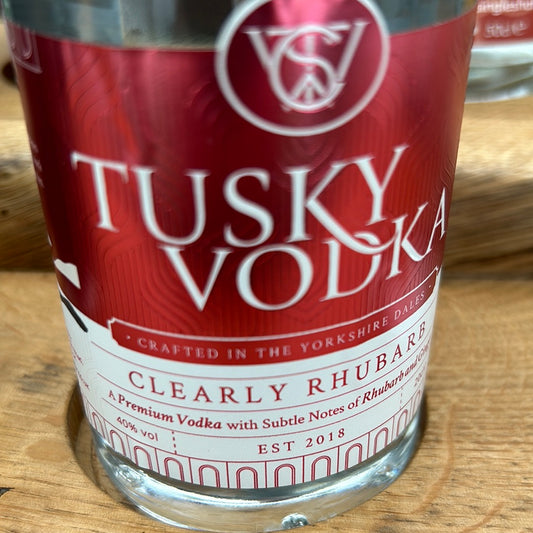 TUSKY
VODKA
· CRAFTED IN THE YORKSHIRE DALES ·
CLEARLY RHUBARB
A Premium Vodka with Subtle Notes of Rhubarb and
40% vol
EST 2018